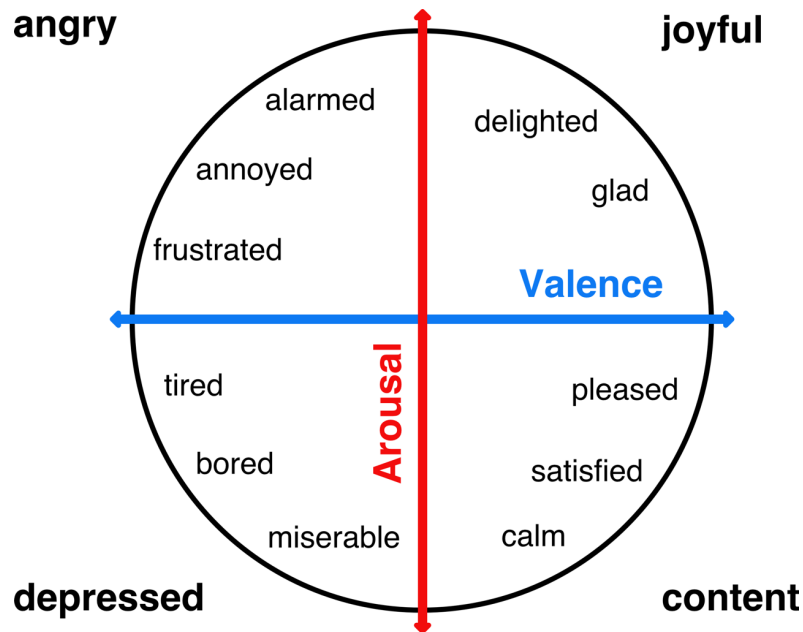 angry
joyful
alarmed
delighted
annoyed
glad
frustrated
Valence
Arousal
tired
pleased
bored
satisfied
miserable
calm
depressed
content